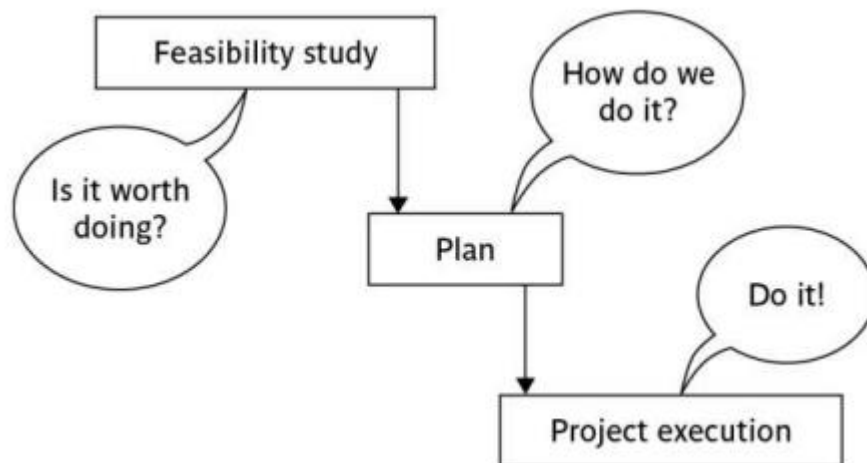 Feasibility study
How do we
do it?
Is it worth
doing?
Plan
Do it!
Project execution